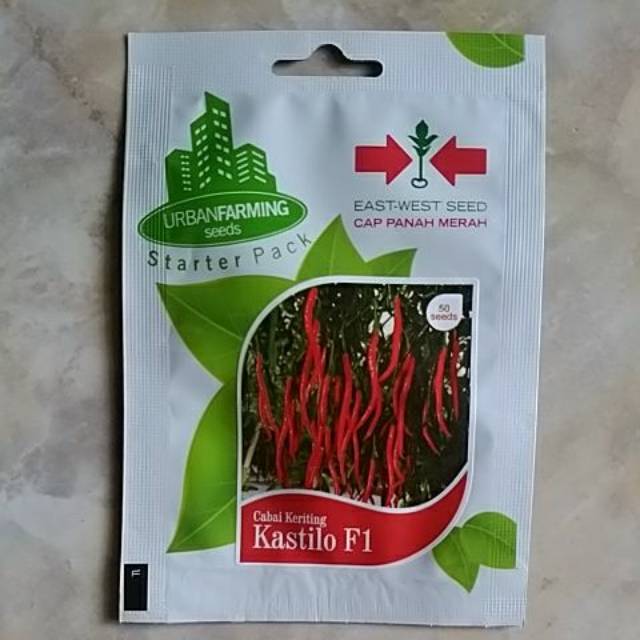 URBANFARMING
seeds
Starter Pack
EAST-WEST SEED
CAP PANAH MERAH
50
seeds
Cabai Keriting
Kastilo F1